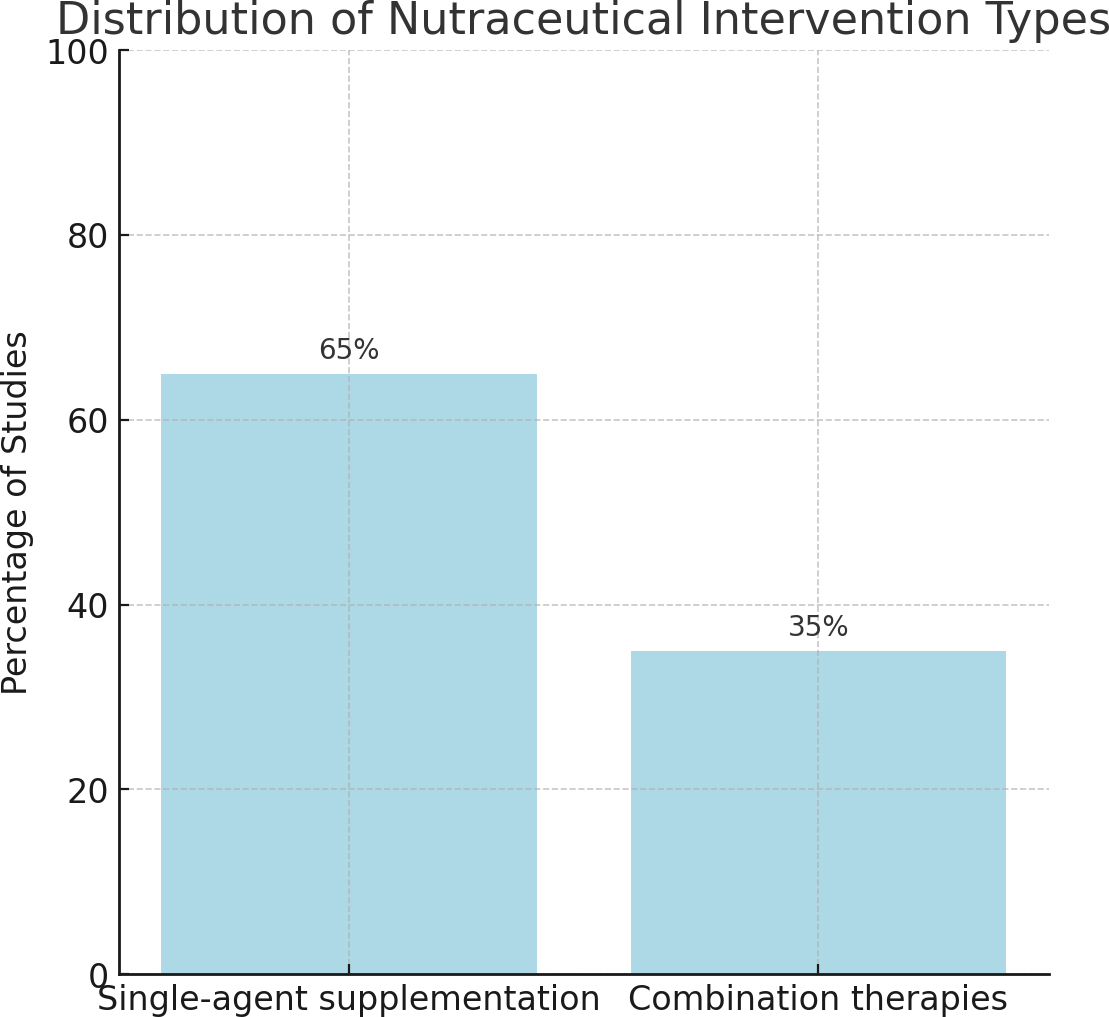 Distribution of Nutraceutical Intervention Types
Percentage of Studies
100
80
60
40
20
0
65%
35%
Single-agent supplementation
Combination therapies